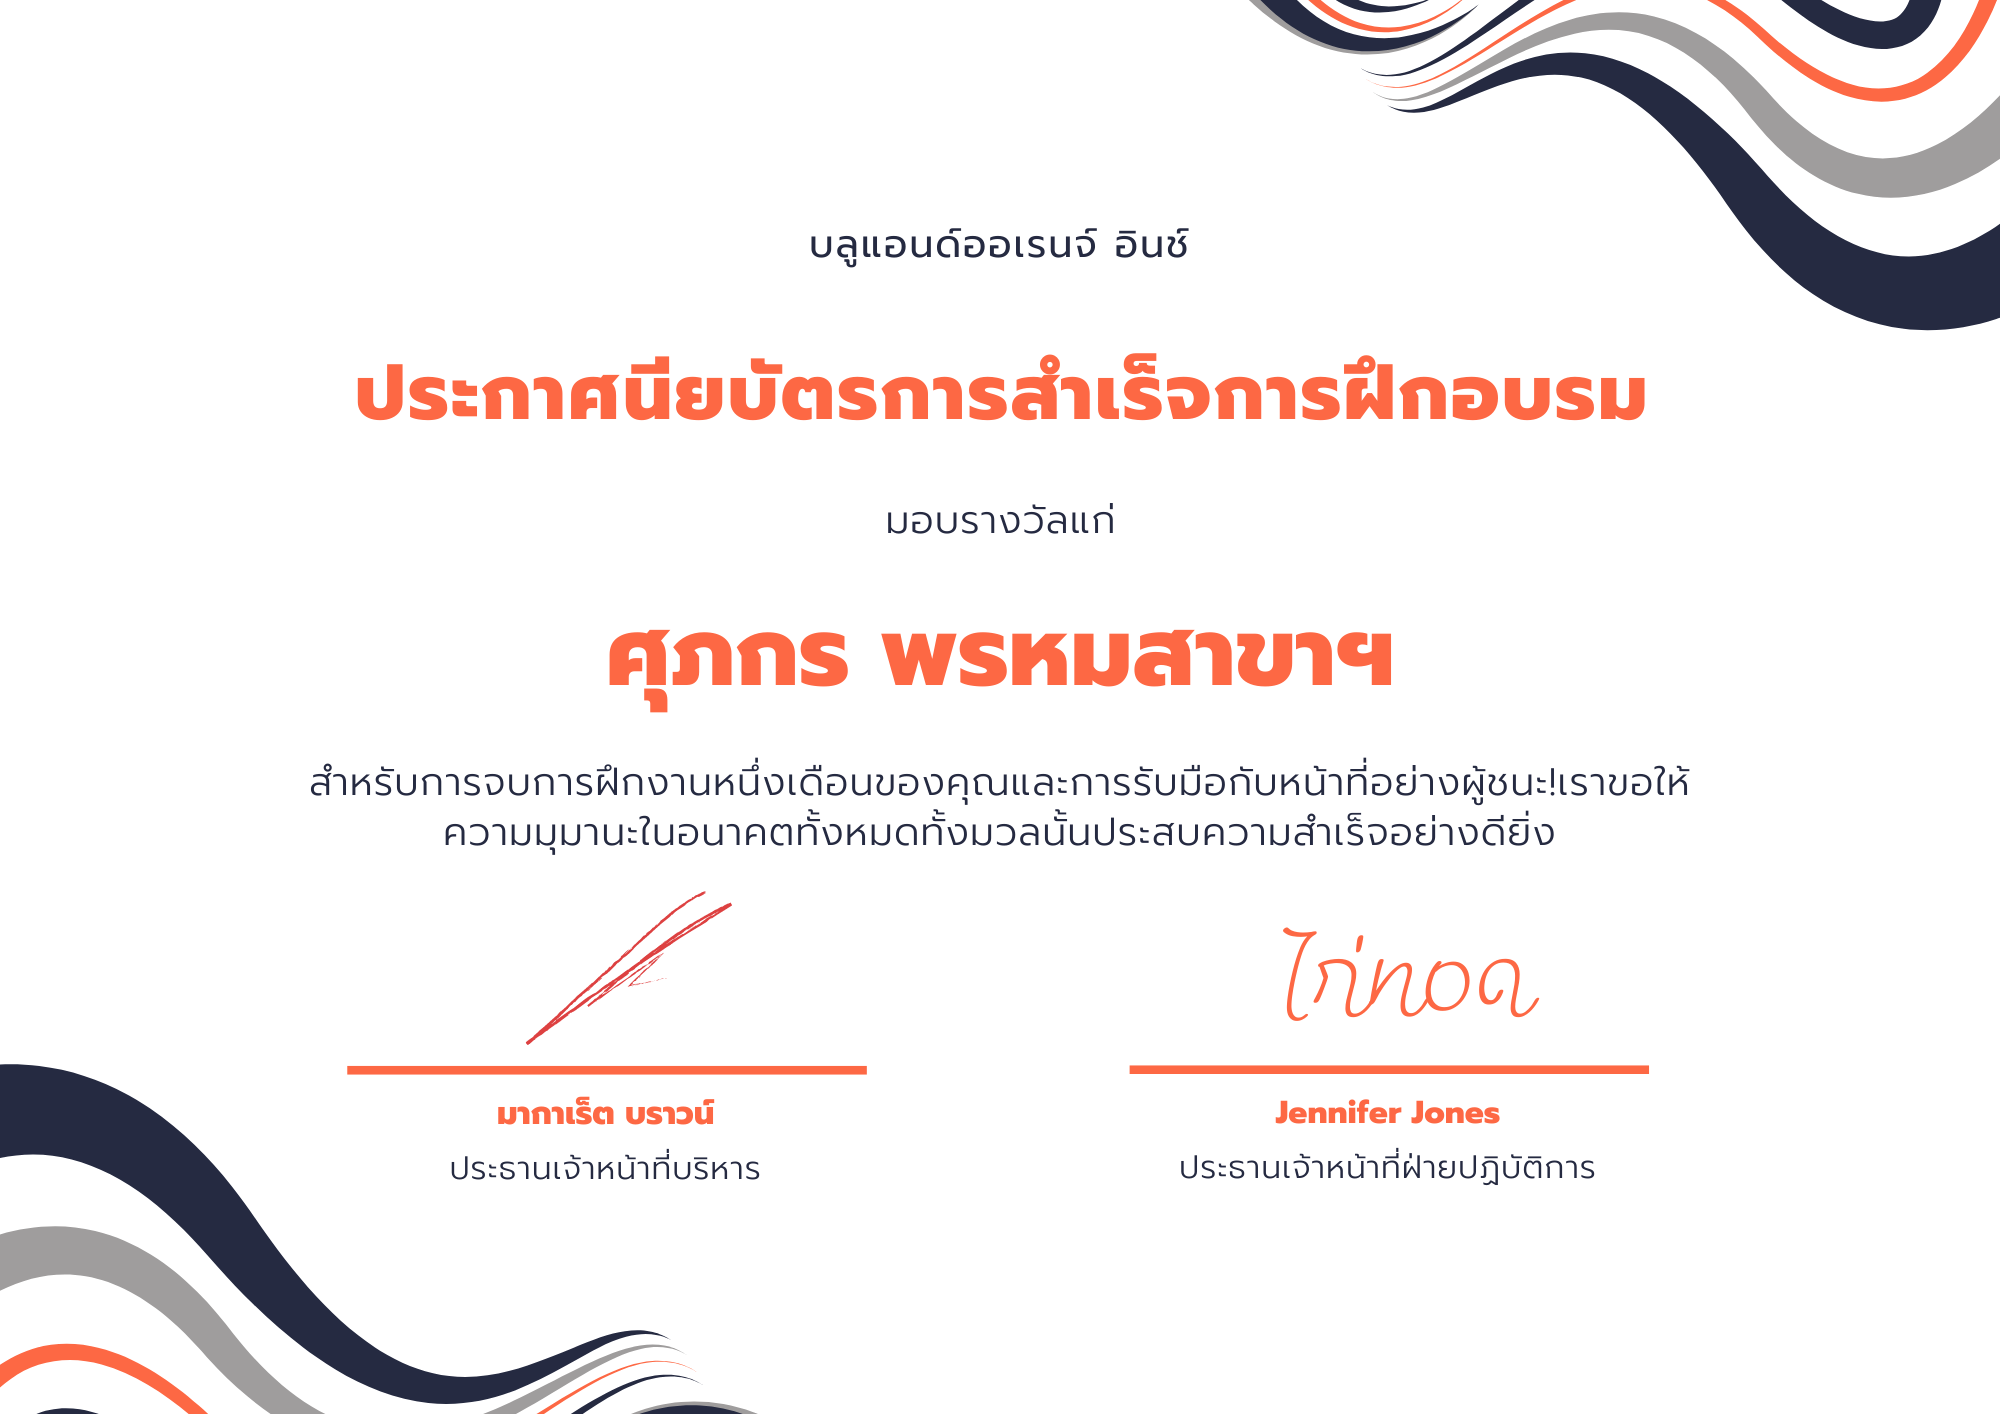 บลูแอนด์ออเรนจ์ อินช์
ประกาศนียบัตรการสำเร็จการฝึกอบรม
มอบรางวัลแก่
ศุภกร พรหมสาขาฯ
สำหรับการจบการฝึกงานหนึ่งเดือนของคุณและการรับมือกับหน้าที่อย่างผู้ชนะ!เราขอให้
ความมุมานะในอนาคตทั้งหมดทั้งมวลนั้นประสบความสำเร็จอย่างดียิ่ง
ไก่ทอด
มากาเร็ต บราวน์
Jennifer Jones
ประธานเจ้าหน้าที่บริหาร
ประธานเจ้าหน้าที่ฝ่ายปฏิบัติการ